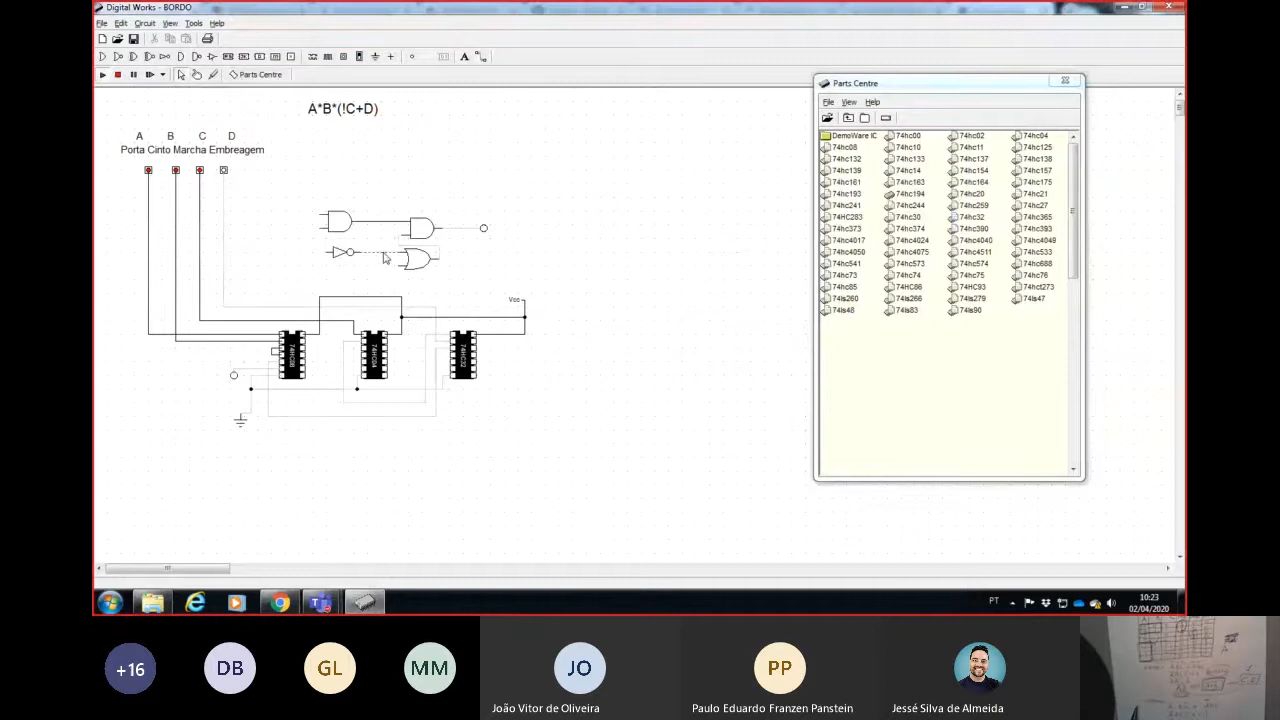 Digital Works - BORDO
File Edit Circuit View Tools Help
A
Parts Centre
A*B*(!C+D)
A B C D
Porta Cinto Marcha Embreagem
Vcc
74HC08
74HC04
74HC32
Parts Centre
File View Help
DemoWare IC 74hc00 74hc02 74hc04
74hc08 74hc10 74hc11 74hc125
74hc132 74hc133 74hc137 74hc138
74hc139 74hc14 74hc154 74hc157
74hc161 74hc163 74hc164 74hc175
74hc193 74hc194 74hc20 74hc21
74hc241 74hc244 74hc259 74hc27
74HC283 74hc30 74hc32 74hc365
74hc373 74hc374 74hc390 74hc393
74hc4017 74hc4024 74hc4040 74hc4049
74hc4050 74hc4075 74hc4511 74hc533
74hc541 74hc573 74hc574 74hc688
74hc73 74hc74 74hc75 74hc76
74hc85 74HC86 74HC93 74hct273
74ls260 74ls266 74ls279 74ls47
74ls48 74ls83 74ls90
PT 10:23
02/04/2020
+16 DB GL MM JO PP
João Vitor de Oliveira Paulo Eduardo Franzen Panstein Jessé Silva de Almeida